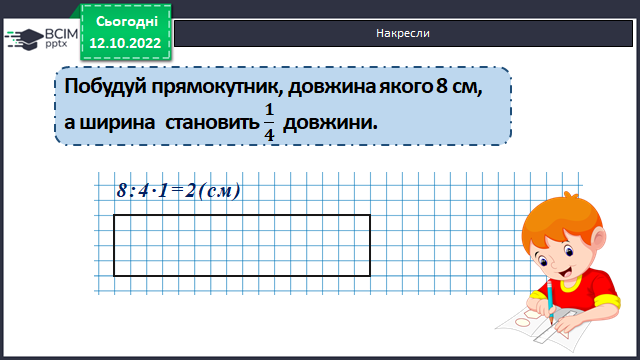 ВСІМ
pptx
Сьогодні
12.10.2022
Накресли
Побудуй прямокутник, довжина якого 8 см,
а ширина становить 1/4 довжини.
8:4·1=2(см)